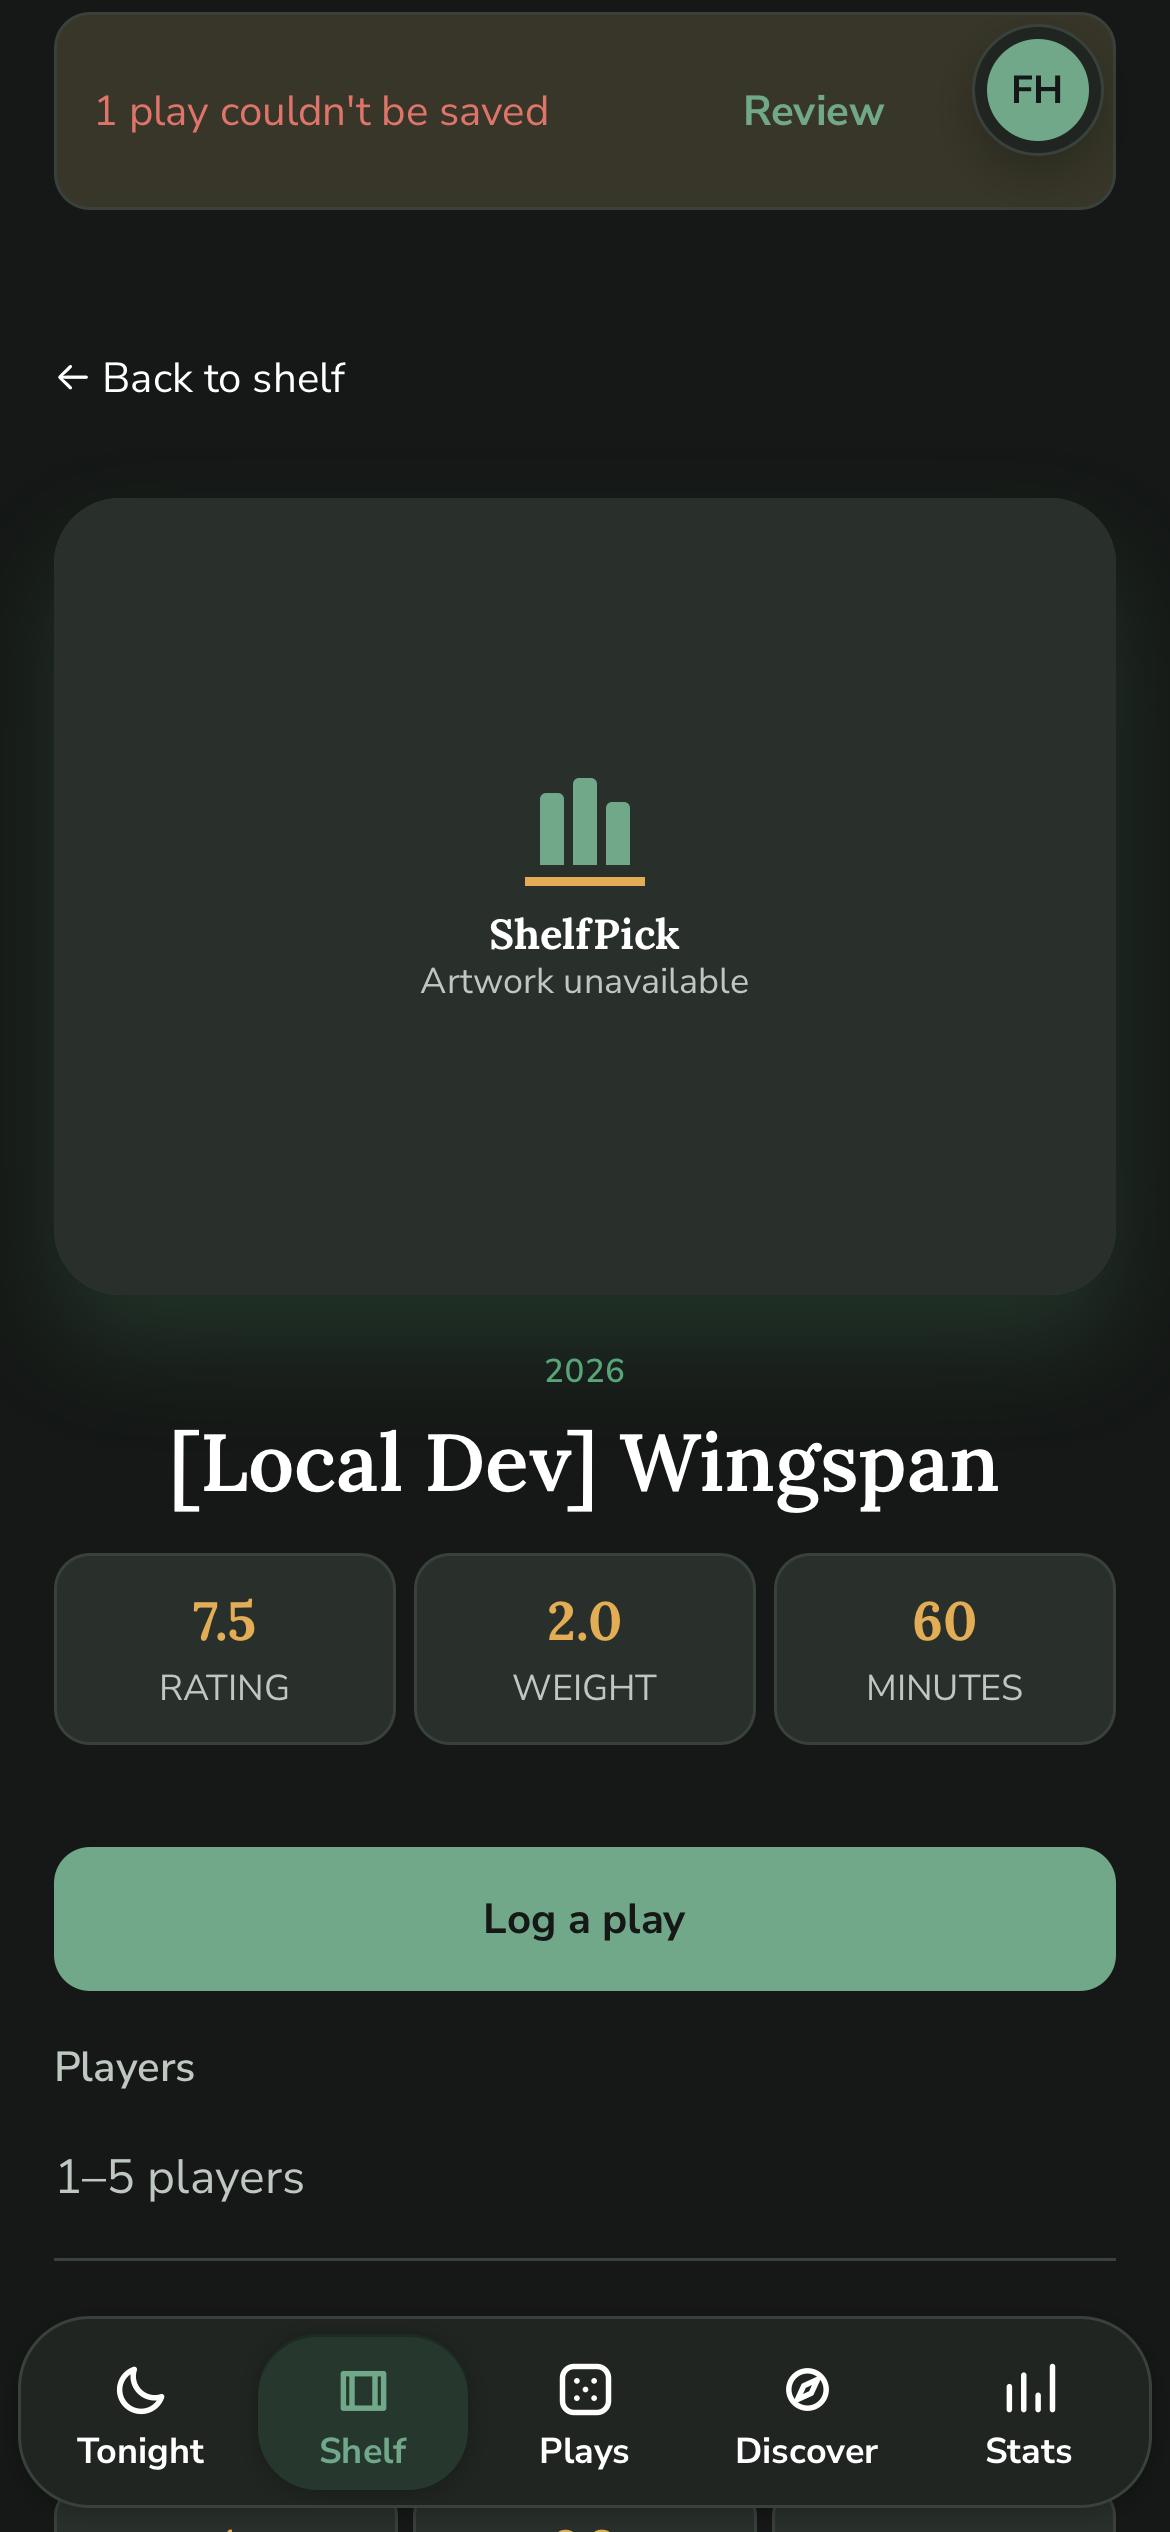 1 play couldn't be saved
Review
FH
← Back to shelf
ShelfPick
Artwork unavailable
2026
[Local Dev] Wingspan
7.5
RATING
2.0
WEIGHT
60
MINUTES
Log a play
Players
1–5 players
Tonight
Shelf
Plays
Discover
Stats